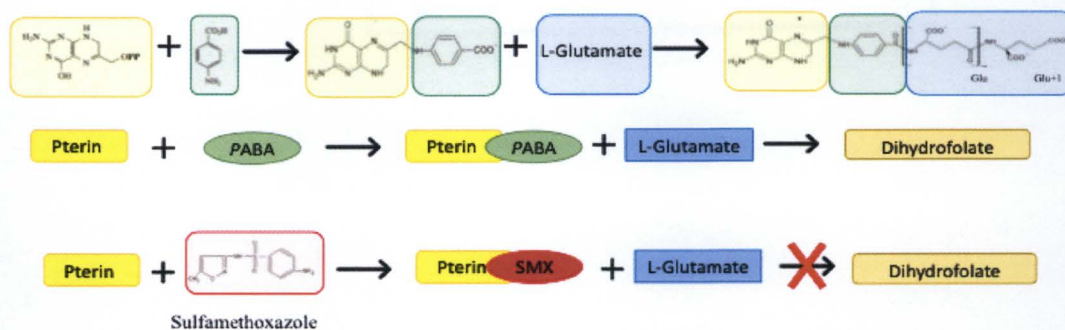 L-Glutamate
Glu
Glu+1
Pterin + PABA → Pterin PABA + L-Glutamate → Dihydrofolate
Pterin + Pterin SMX + L-Glutamate → Dihydrofolate
Sulfamethoxazole